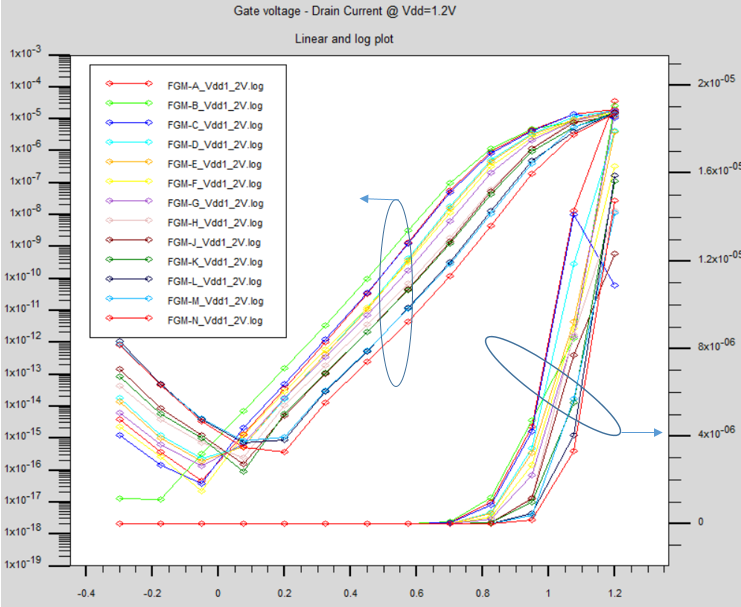 Gate voltage - Drain Current @ Vdd=1.2V
Linear and log plot
1x10-3
1x10-4
1x10-5
1x10-6
1x10-7
1x10-8
1x10-9
1x10-10
1x10-11
1x10-12
1x10-13
1x10-14
1x10-15
1x10-16
1x10-17
1x10-18
1x10-19
FGM-A_Vdd1_2V.log
FGM-B_Vdd1_2V.log
FGM-C_Vdd1_2V.log
FGM-D_Vdd1_2V.log
FGM-E_Vdd1_2V.log
FGM-F_Vdd1_2V.log
FGM-G_Vdd1_2V.log
FGM-H_Vdd1_2V.log
FGM-J_Vdd1_2V.log
FGM-K_Vdd1_2V.log
FGM-L_Vdd1_2V.log
FGM-M_Vdd1_2V.log
FGM-N_Vdd1_2V.log
2x10-05
1.6x10-05
1.2x10-05
8x10-06
4x10-06
0
-0.4 -0.2 0 0.2 0.4 0.6 0.8 1 1.2